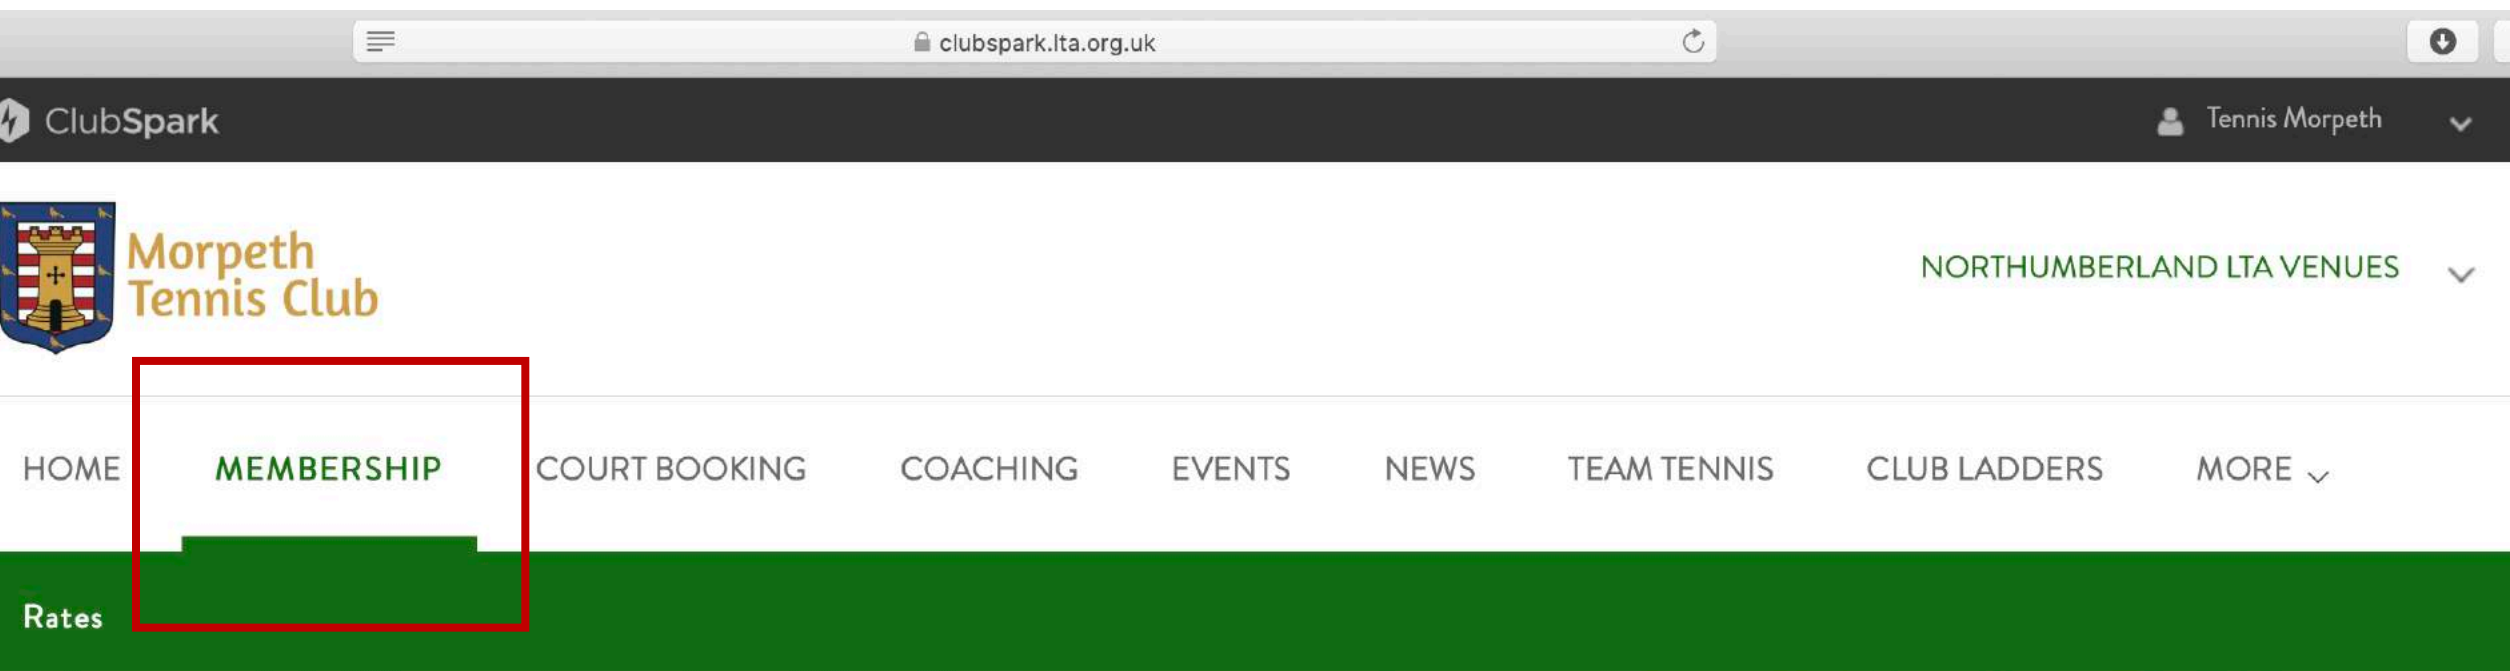 clubspark.lta.org.uk
ClubSpark
Tennis Morpeth
Morpeth
Tennis Club
NORTHUMBERLAND LTA VENUES
HOME MEMBERSHIP COURT BOOKING COACHING EVENTS NEWS TEAM TENNIS CLUB LADDERS MORE
Rates